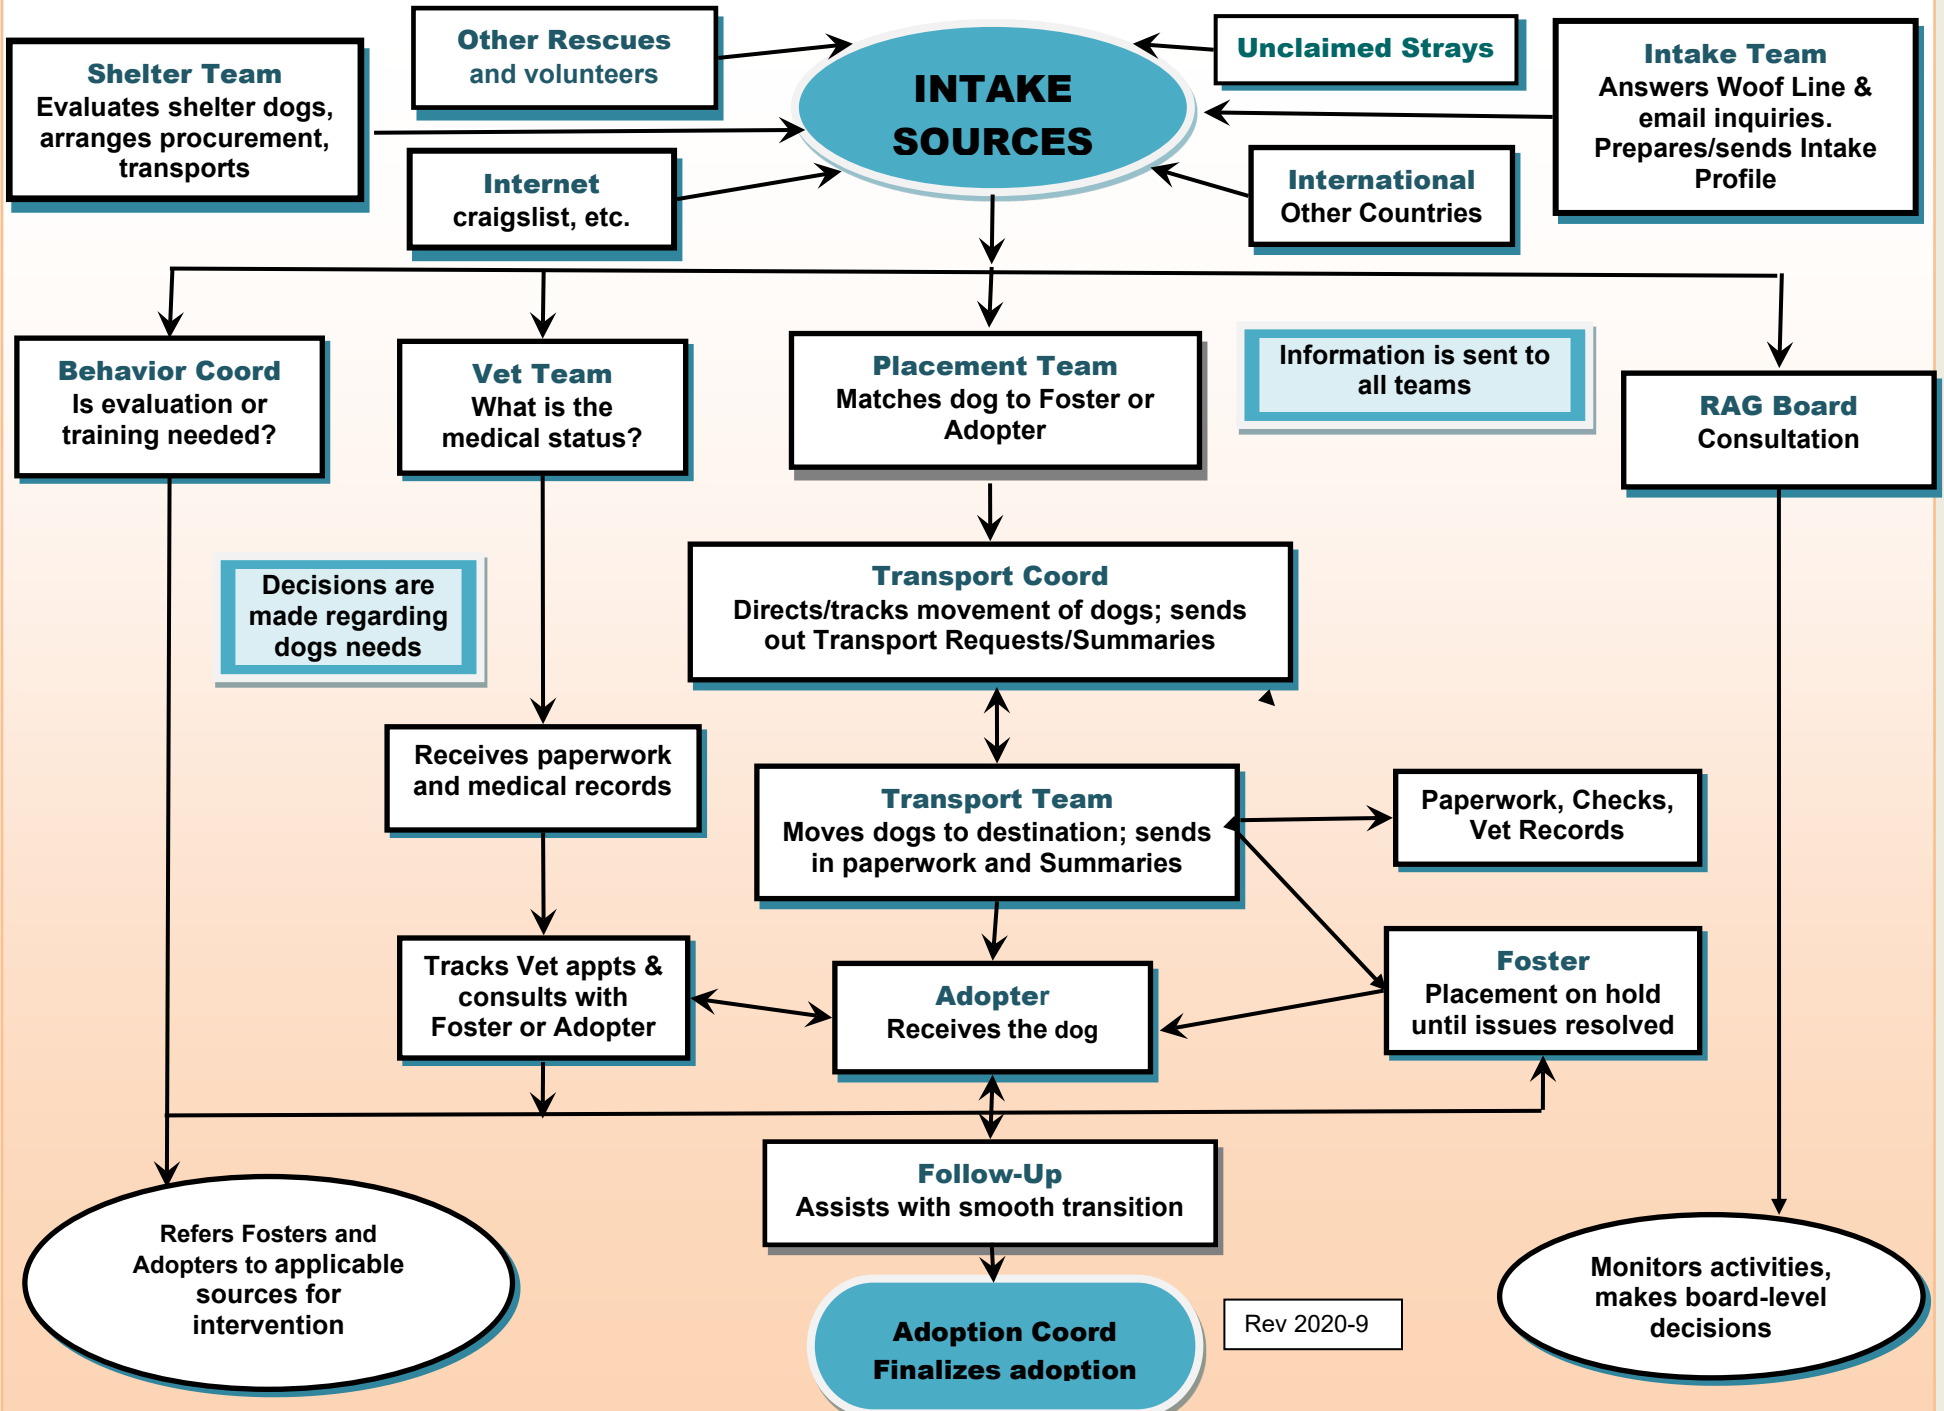 Shelter Team
Evaluates shelter dogs,
arranges procurement,
transports
Other Rescues
and volunteers
INTAKE
SOURCES
Unclaimed Strays
Intake Team
Answers Woof Line &
email inquiries.
Prepares/sends Intake
Profile
Internet
craigslist, etc.
International
Other Countries
Behavior Coord
Is evaluation or
training needed?
Vet Team
What is the
medical status?
Placement Team
Matches dog to Foster or
Adopter
Information is sent to
all teams
RAG Board
Consultation
Decisions are
made regarding
dogs needs
Transport Coord
Directs/tracks movement of dogs; sends
out Transport Requests/Summaries
Receives paperwork
and medical records
Transport Team
Moves dogs to destination; sends
in paperwork and Summaries
Paperwork, Checks,
Vet Records
Tracks Vet appts &
consults with
Foster or Adopter
Adopter
Receives the dog
Foster
Placement on hold
until issues resolved
Follow-Up
Assists with smooth transition
Refers Fosters and
Adopters to applicable
sources for
intervention
Adoption Coord
Finalizes adoption
Rev 2020-9
Monitors activities,
makes board-level
decisions